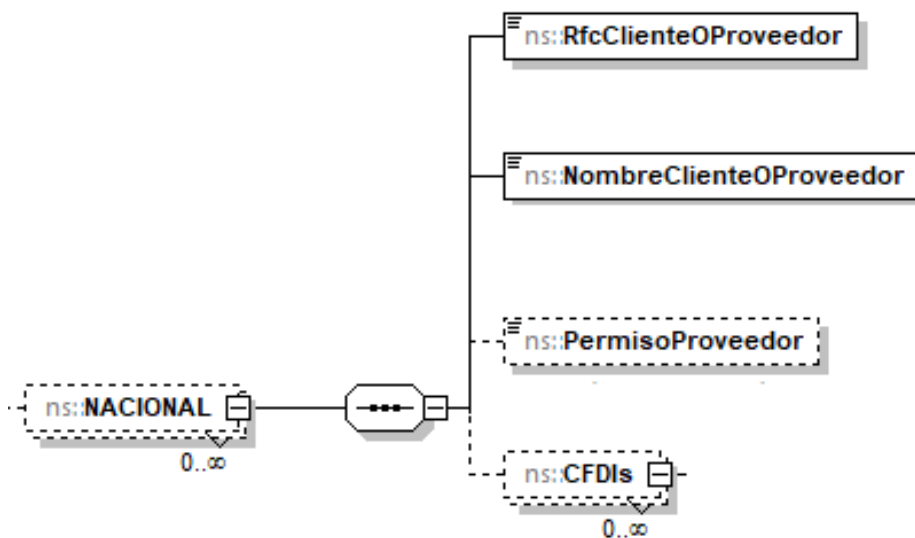 ns:RfcClienteOProveedor
ns:NombreClienteOProveedor
ns:PermisoProveedor
ns:NACIONAL
0..∞
ns:CFDIs
0..∞